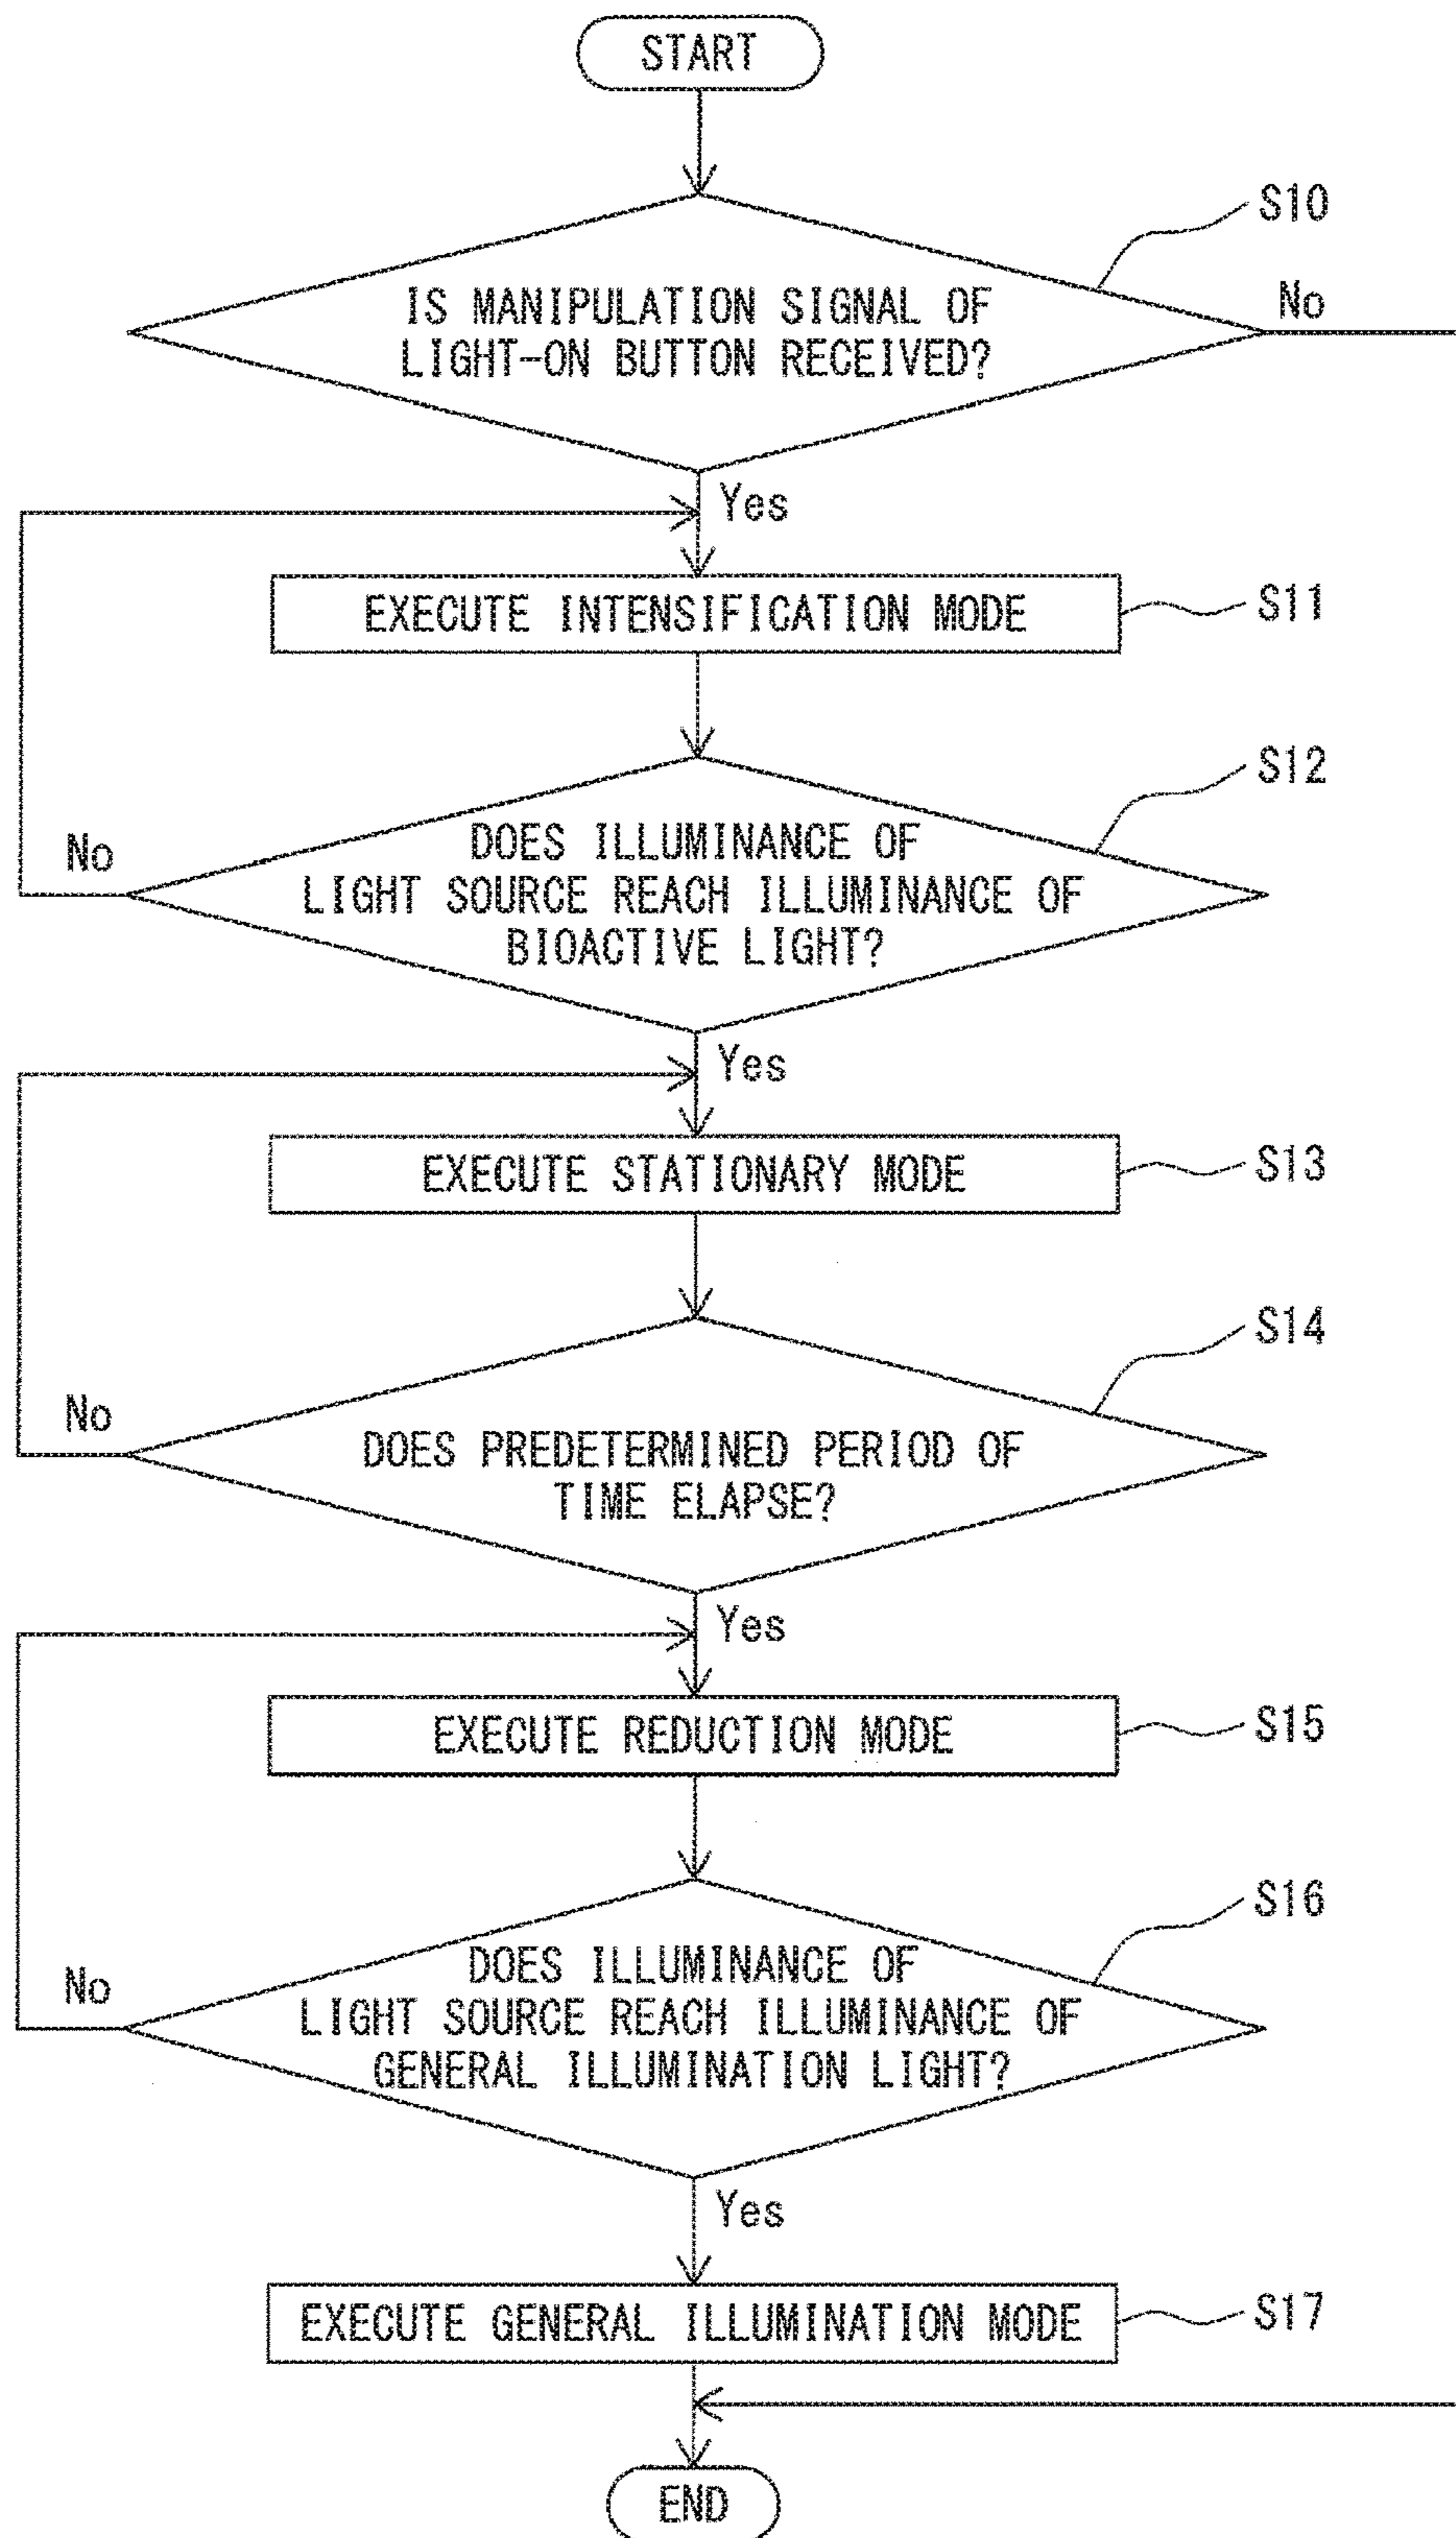 START
S10
IS MANIPULATION SIGNAL OF
LIGHT-ON BUTTON RECEIVED?
No
Yes
EXECUTE INTENSIFICATION MODE
S11
S12
DOES ILLUMINANCE OF
LIGHT SOURCE REACH ILLUMINANCE OF
BIOACTIVE LIGHT?
No
Yes
EXECUTE STATIONARY MODE
S13
S14
DOES PREDETERMINED PERIOD OF
TIME ELAPSE?
No
Yes
EXECUTE REDUCTION MODE
S15
S16
DOES ILLUMINANCE OF
LIGHT SOURCE REACH ILLUMINANCE OF
GENERAL ILLUMINATION LIGHT?
No
Yes
EXECUTE GENERAL ILLUMINATION MODE
S17
END